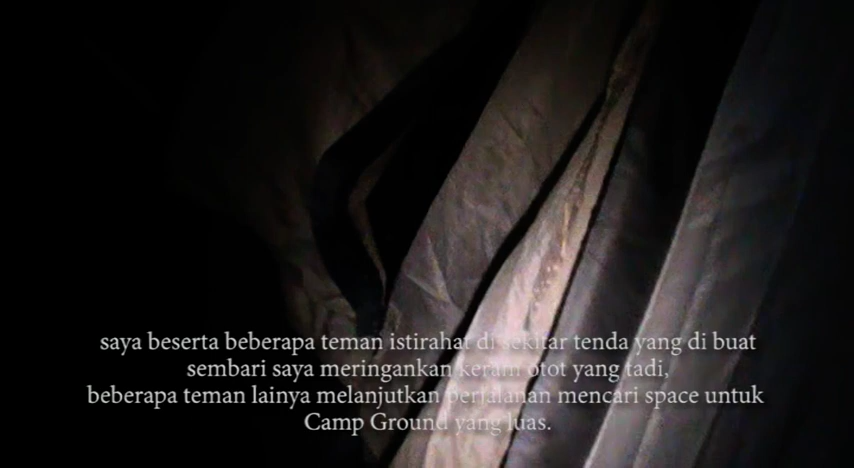 saya beserta beberapa teman istirahat di sekitar tenda yang di buat
sembari saya meringankan keram otot yang tadi,
beberapa teman lainya melanjutkan perjalanan mencari space untuk
Camp Ground yang luas.